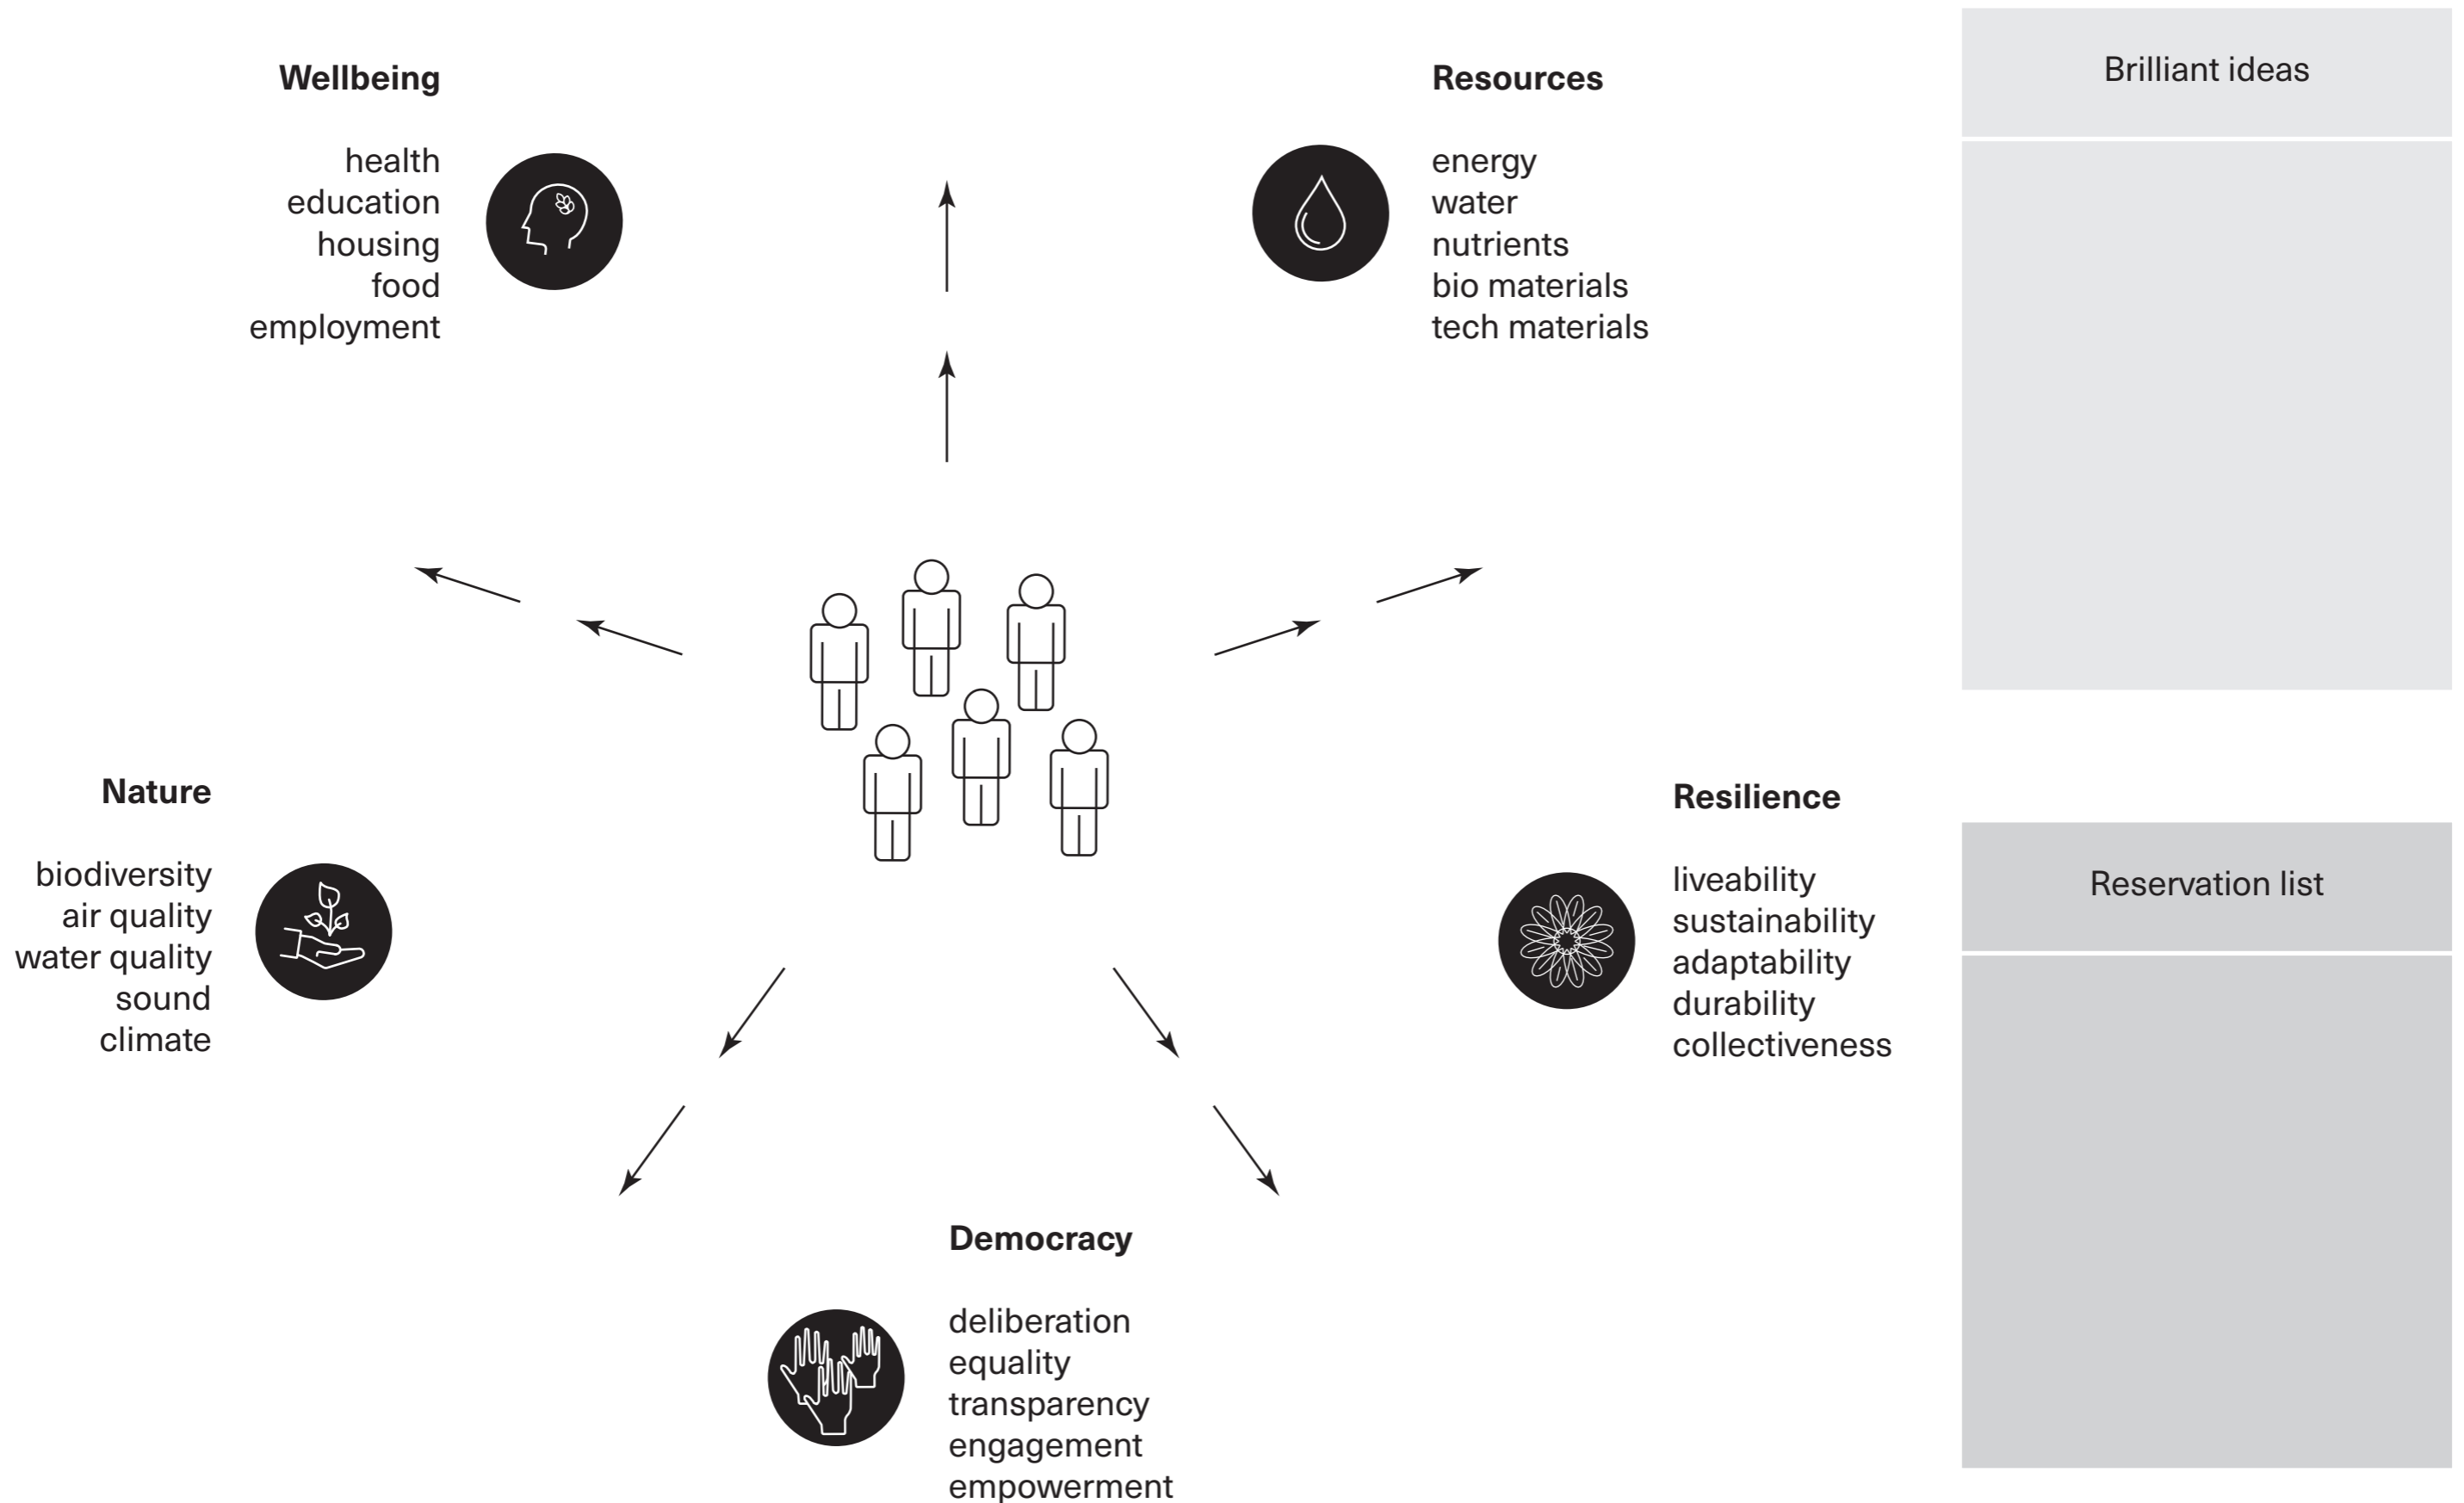 Wellbeing
health
education
housing
food
employment
Resources
energy
water
nutrients
bio materials
tech materials
Brilliant ideas
Nature
biodiversity
air quality
water quality
sound
climate
Resilience
liveability
sustainability
adaptability
durability
collectiveness
Reservation list
Democracy
deliberation
equality
transparency
engagement
empowerment